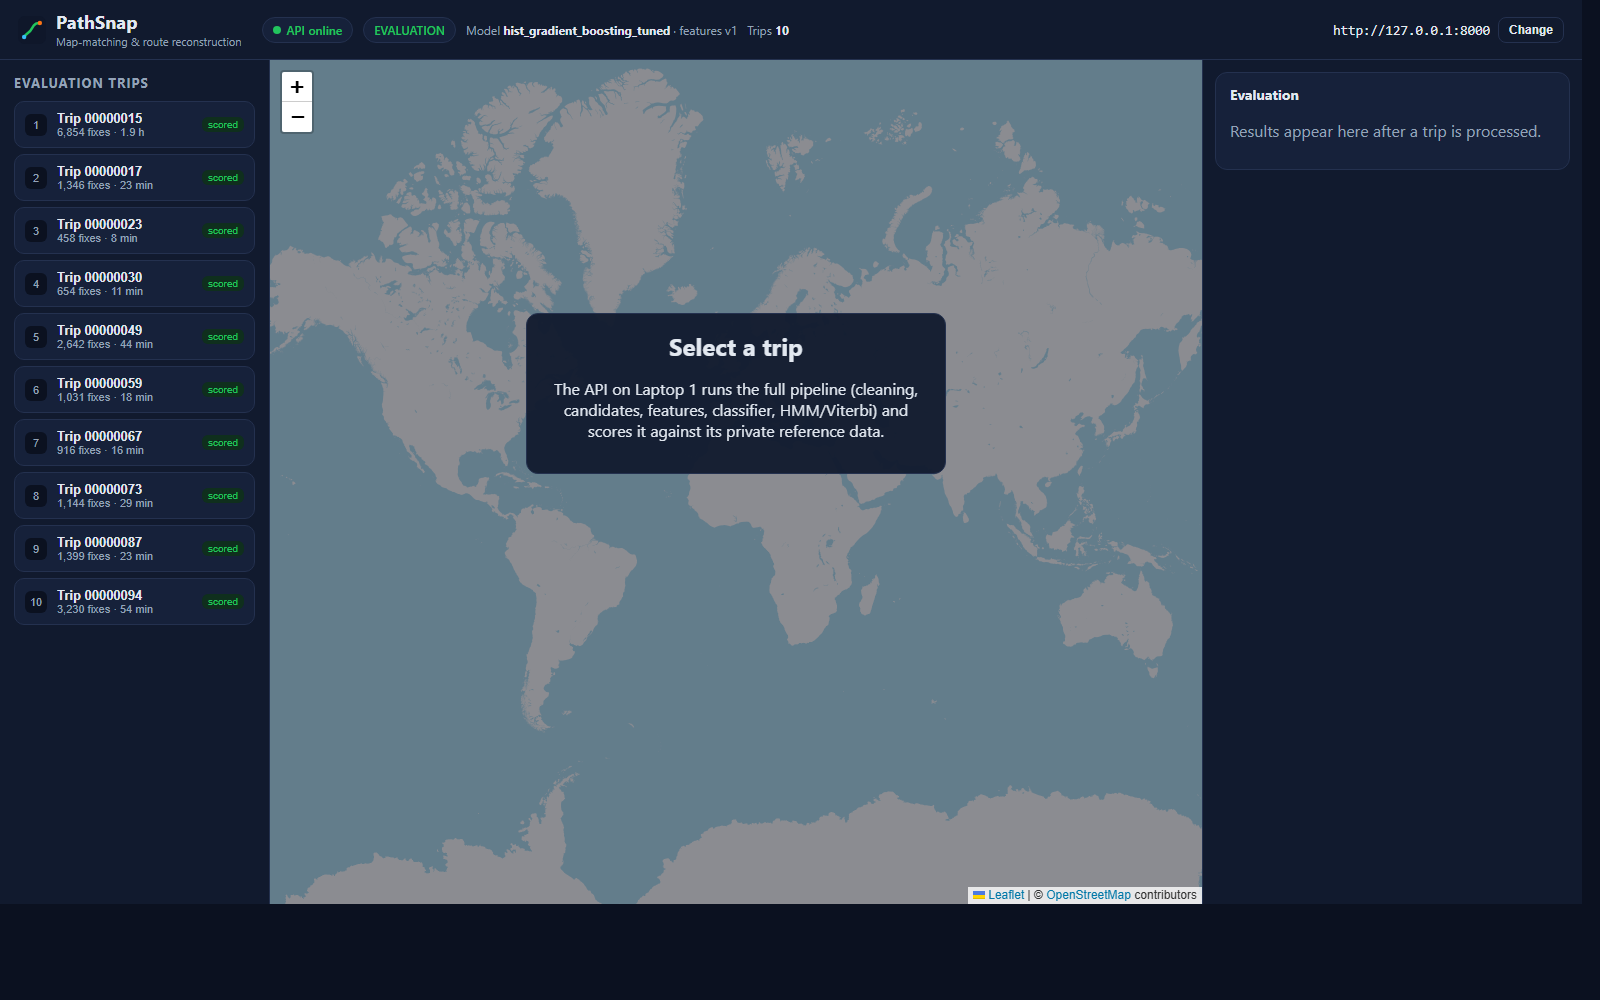 PathSnap
Map-matching & route reconstruction
API online
EVALUATION
Model hist_gradient_boosting_tuned · features v1 Trips 10
http://127.0.0.1:8000
Change
EVALUATION TRIPS
1
Trip 00000015
6,854 fixes · 1.9 h
scored
2
Trip 00000017
1,346 fixes · 23 min
scored
3
Trip 00000023
458 fixes · 8 min
scored
4
Trip 00000030
654 fixes · 11 min
scored
5
Trip 00000049
2,642 fixes · 44 min
scored
6
Trip 00000059
1,031 fixes · 18 min
scored
7
Trip 00000067
916 fixes · 16 min
scored
8
Trip 00000073
1,144 fixes · 29 min
scored
9
Trip 00000087
1,399 fixes · 23 min
scored
10
Trip 00000094
3,230 fixes · 54 min
scored
+
−
Select a trip
The API on Laptop 1 runs the full pipeline (cleaning,
candidates, features, classifier, HMM/Viterbi) and
scores it against its private reference data.
Leaflet | © OpenStreetMap contributors
Evaluation
Results appear here after a trip is processed.